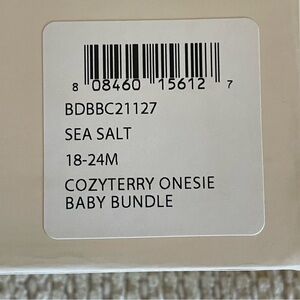 8 08460 15612 7
BDBBC21127
SEA SALT
18-24M
COZYTERRY ONESIE
BABY BUNDLE